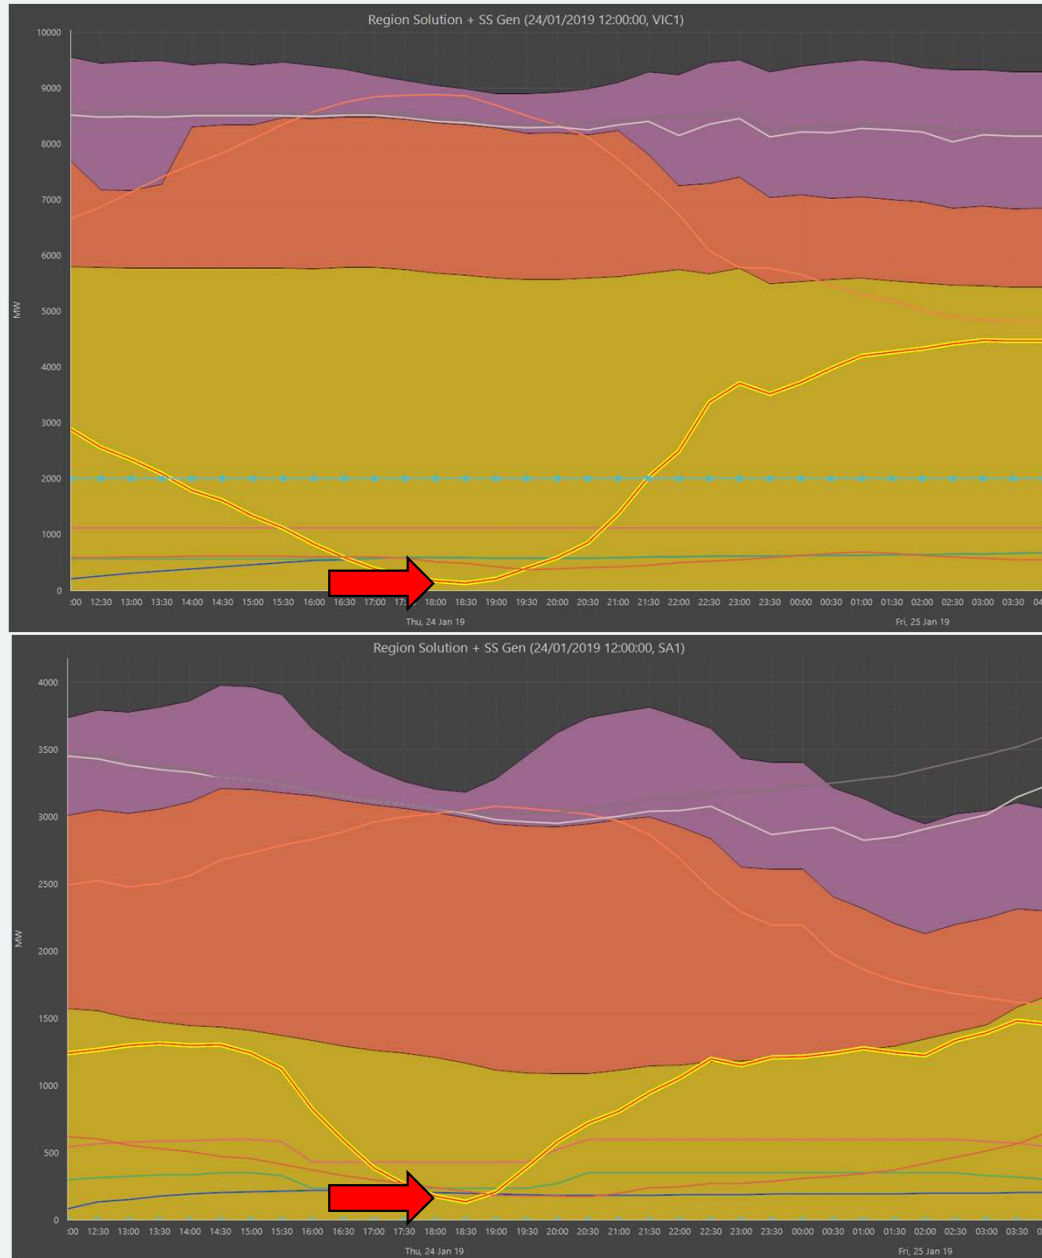 Region Solution + SS Gen (24/01/2019 12:00:00, VIC1)
10000
9000
8000
7000
6000
5000
MW
4000
3000
2000
1000
0
:00 12:30 13:00 13:30 14:00 14:30 15:00 15:30 16:00 16:30 17:00 17:30 18:00 18:30 19:00 19:30 20:00 20:30 21:00 21:30 22:00 22:30 23:00 23:30 00:00 00:30 01:00 01:30 02:00 02:30 03:00 03:30 04
Thu, 24 Jan 19 Fri, 25 Jan 19
Region Solution + SS Gen (24/01/2019 12:00:00, SA1)
4000
3500
3000
2500
2000
MW
1500
1000
500
0
:00 12:30 13:00 13:30 14:00 14:30 15:00 15:30 16:00 16:30 17:00 17:30 18:00 18:30 19:00 19:30 20:00 20:30 21:00 21:30 22:00 22:30 23:00 23:30 00:00 00:30 01:00 01:30 02:00 02:30 03:00 03:30 0
Thu, 24 Jan 19 Fri, 25 Jan 19